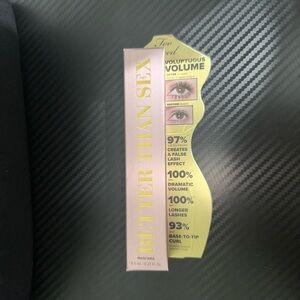 Too
VOLUPTUOUS
VOLUME
97%
CREATES
A FALSE
LASH
EFFECT
100%
DRAMATIC
VOLUME
100%
LONGER
LASHES
93%
BASE-TO-TIP
CURL
BETTER THAN SEX
MASCARA